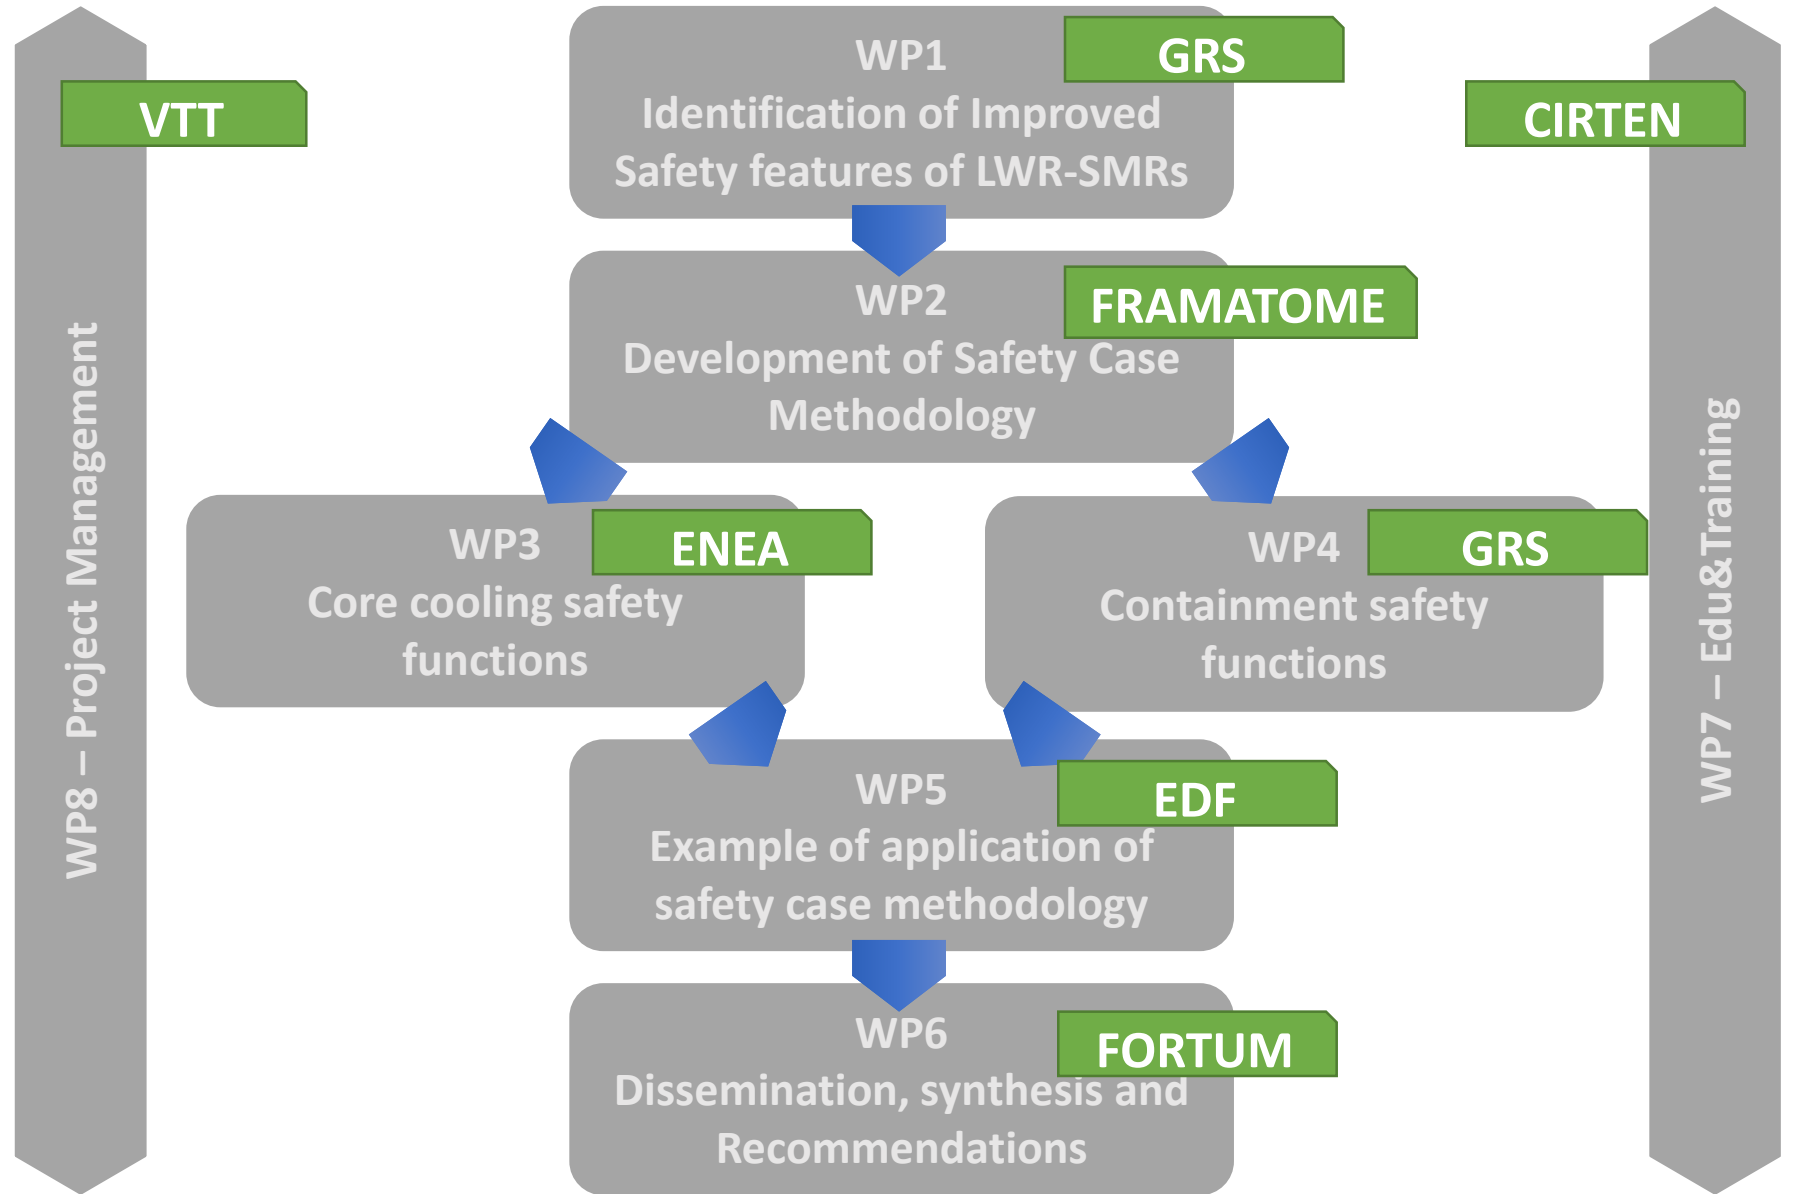 WP8 – Project Management
VTT
WP1
GRS
Identification of Improved
Safety features of LWR-SMRs
WP2
FRAMATOME
Development of Safety Case
Methodology
WP3
ENEA
Core cooling safety
functions
WP4
GRS
Containment safety
functions
WP5
EDF
Example of application of
safety case methodology
WP6
FORTUM
Dissemination, synthesis and
Recommendations
CIRTEN
WP7 – Edu&Training